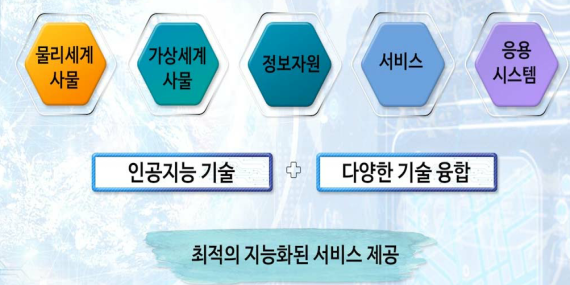 물리세계
사물
가상세계
사물
정보자원
서비스
응용
시스템
인공지능 기술
다양한 기술 융합
최적의 지능화된 서비스 제공